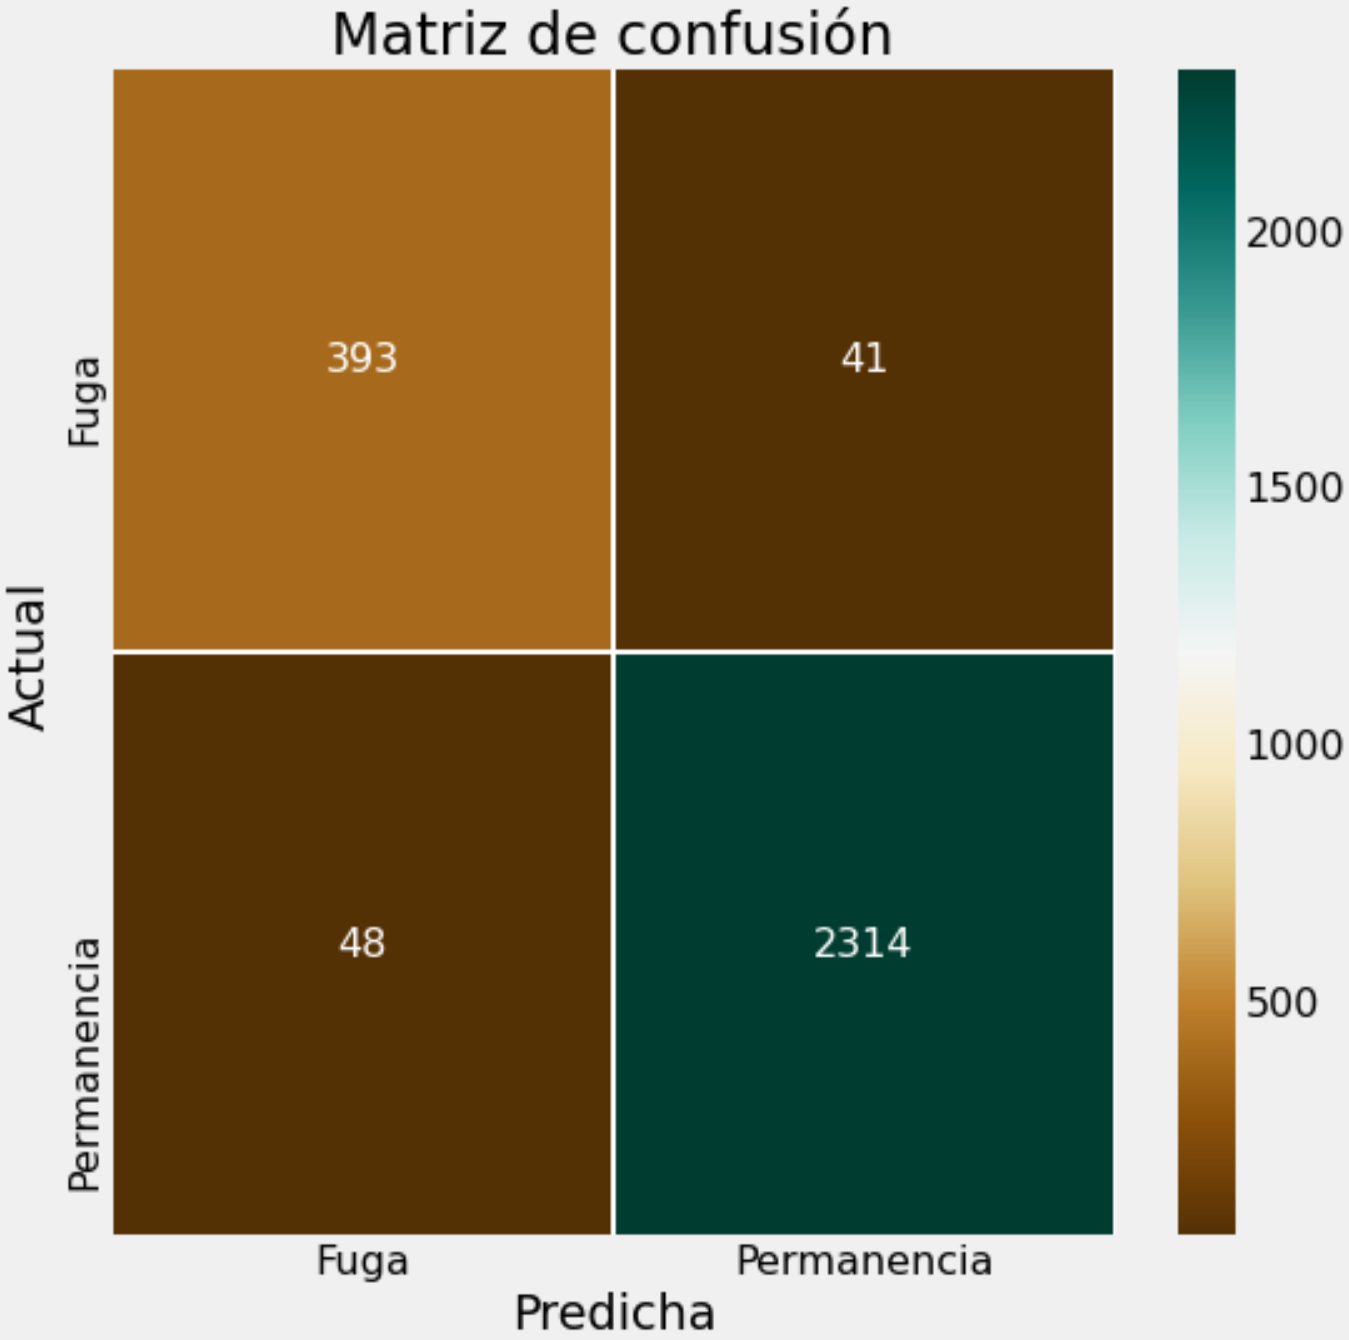 Matriz de confusión
Actual
Fuga
393
41
Permanencia
48
2314
Fuga
Permanencia
Predicha
2000
1500
1000
500